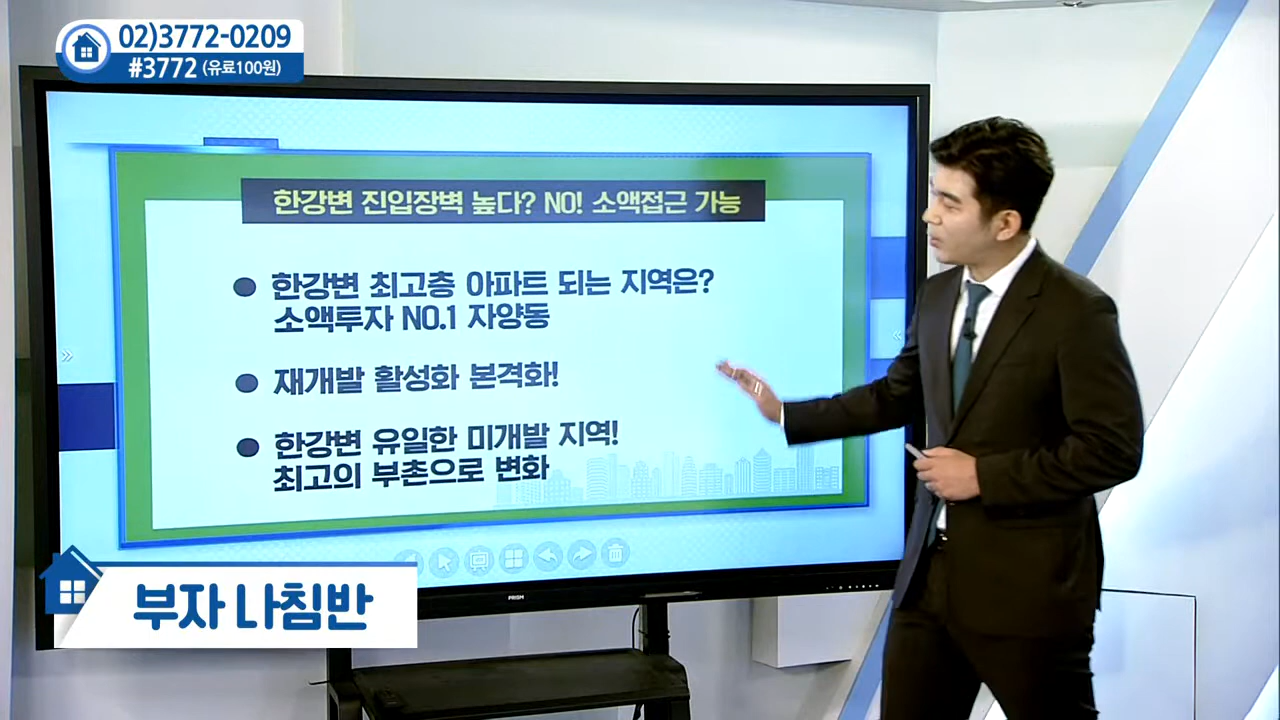 02)3772-0209
#3772 (유료100원)
한강변 진입장벽 높다? NO! 소액접근 가능
한강변 최고층 아파트 되는 지역은?
소액투자 NO.1 자양동
재개발 활성화 본격화!
한강변 유일한 미개발 지역!
최고의 부촌으로 변화
PRISM
부자 나침반